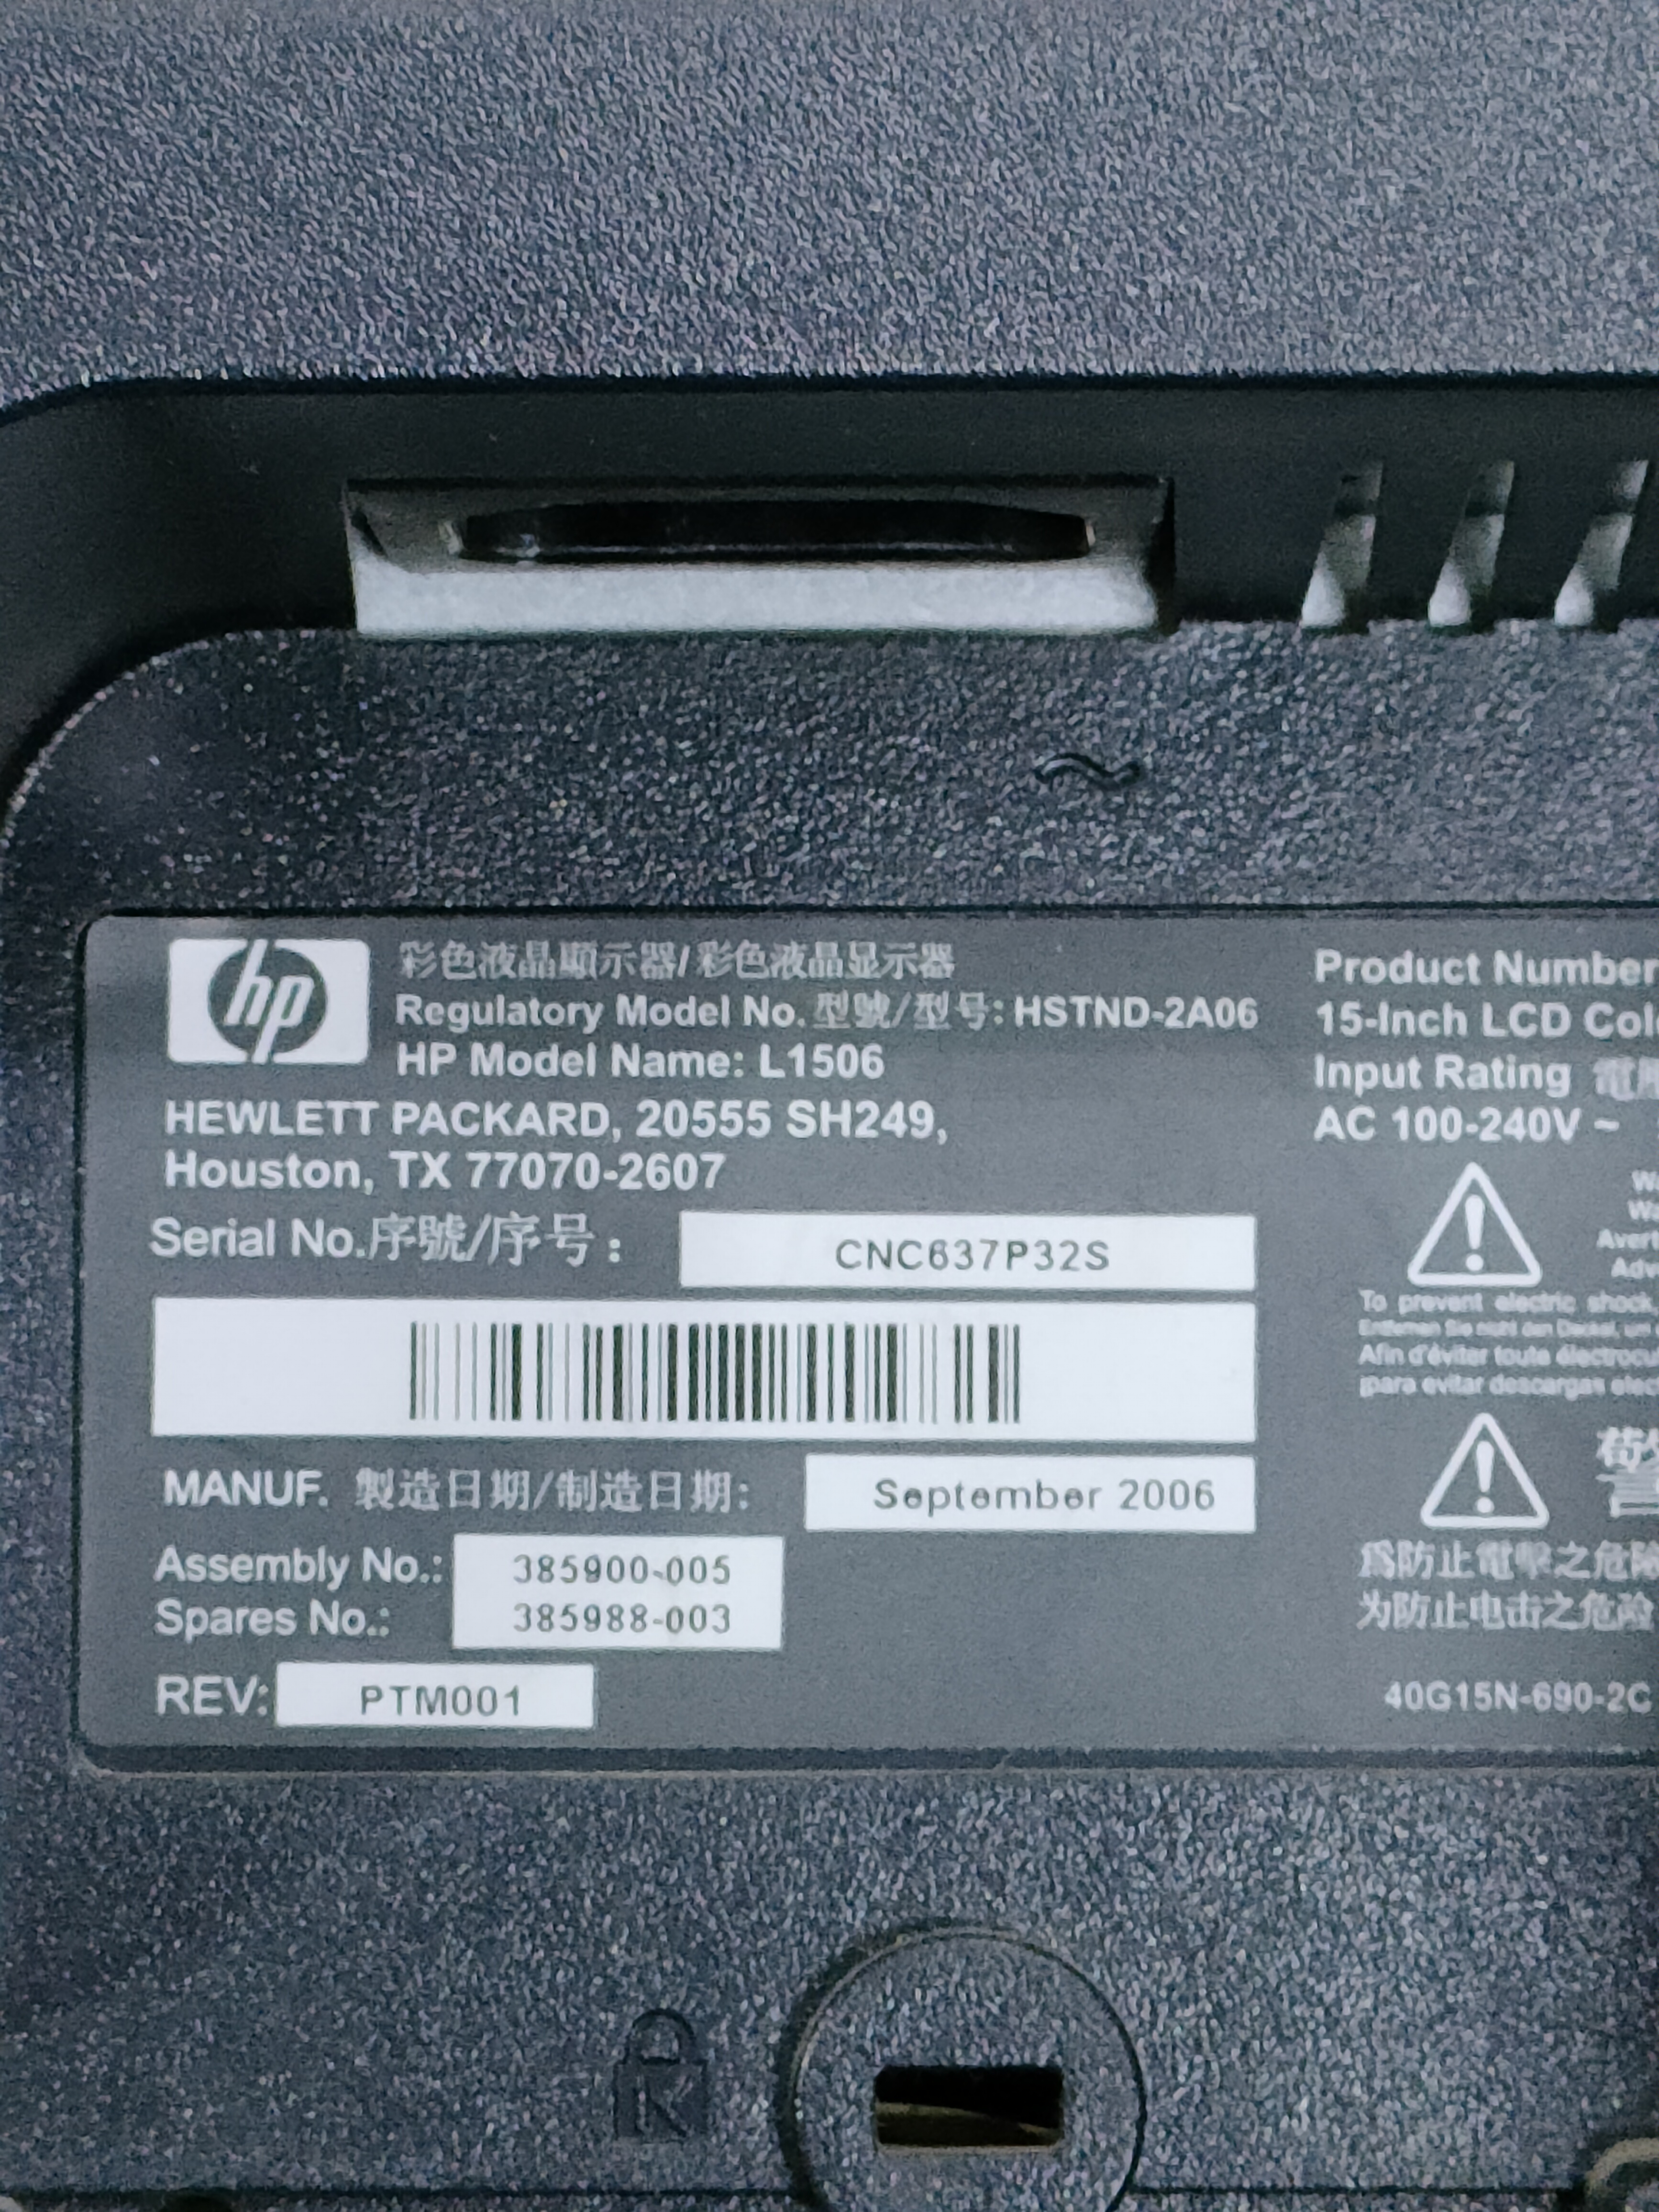 hp
彩色液晶顯示器/彩色液晶显示器
Regulatory Model No.型號/型号: HSTND-2A06
HP Model Name: L1506
HEWLETT PACKARD, 20555 SH249,
Houston, TX 77070-2607
Serial No.序號/序号：
CNC637P32S
MANUF. 製造日期/制造日期:
September 2006
Assembly No.: 385900-005
Spares No.: 385988-003
REV: PTM001
Product Number
15-Inch LCD
Input Rating
AC 100-240V ~
To prevent electric shock,
Afin d'éviter toute
para evitar descargas
為防止電擊之危險
为防止电击之危险
40G15N-690-2C
K